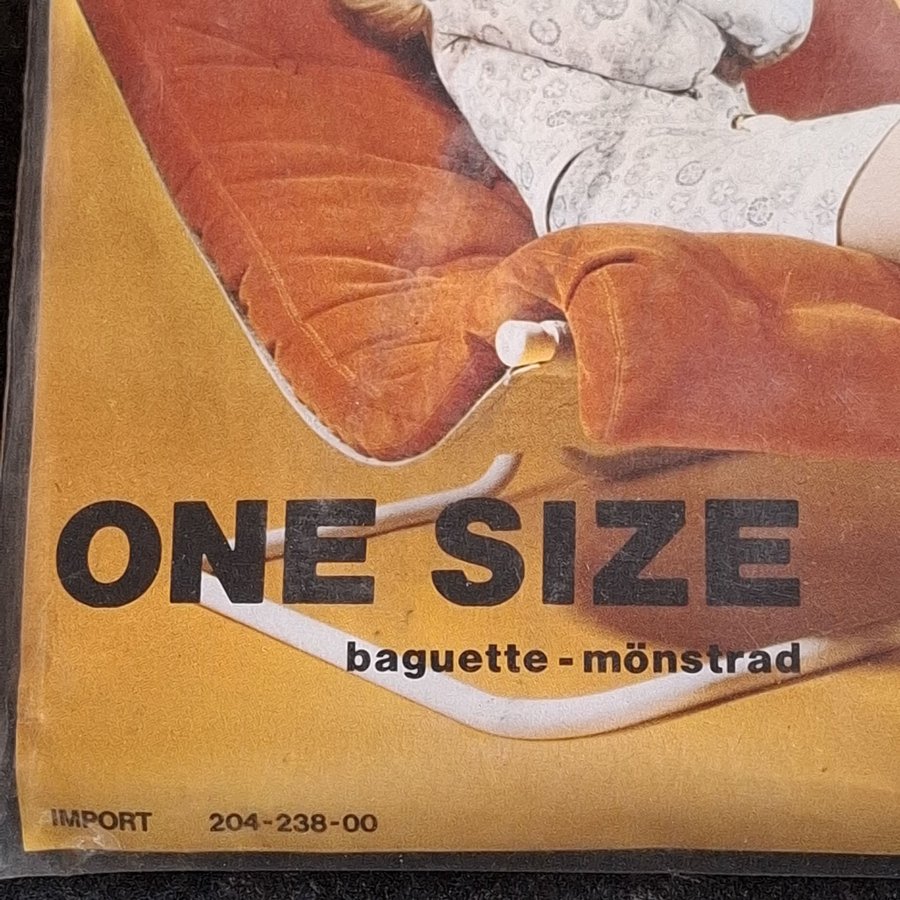 ONE SIZE
baguette - mönstrad
IMPORT 204-238-00